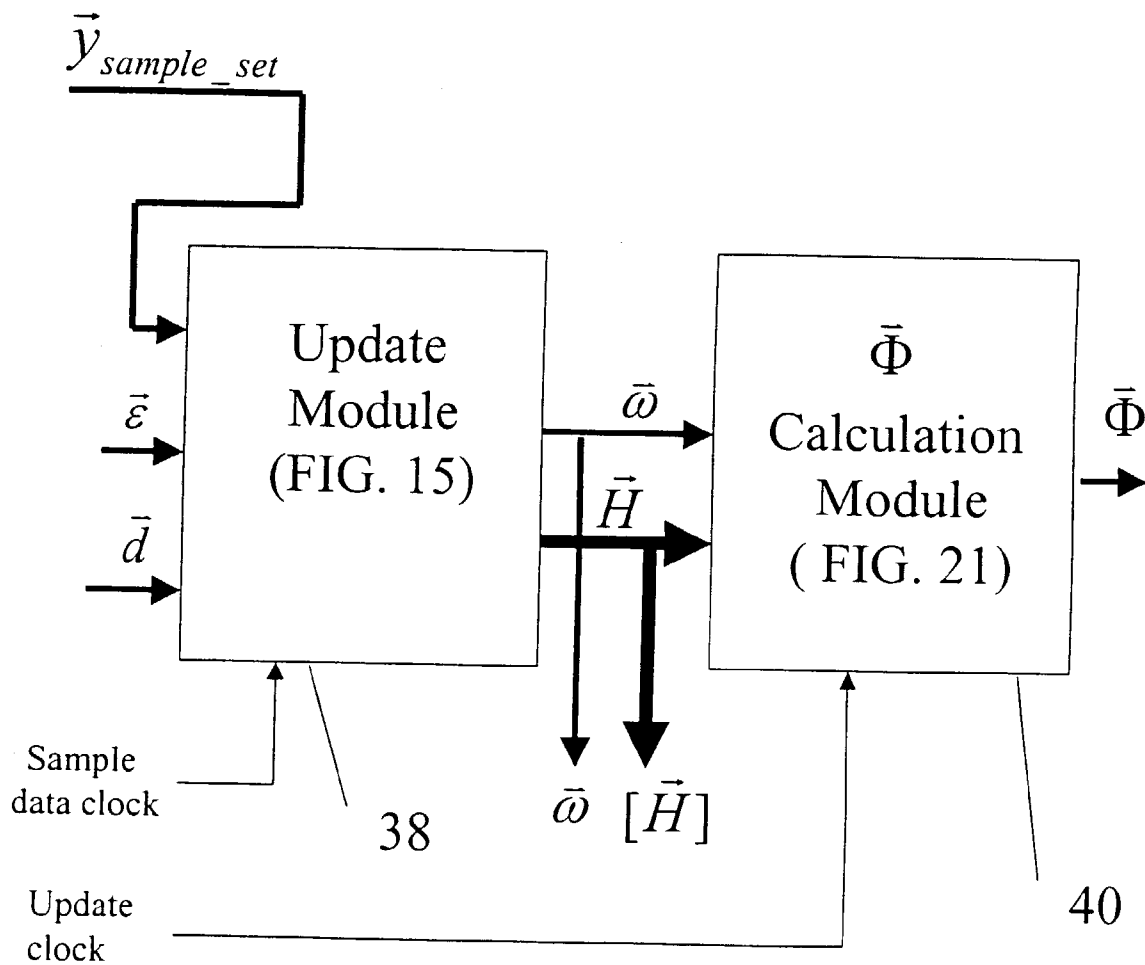 y⃗ sample_set
Update
Module
(FIG. 15)
ε⃗
d⃗
ω̄
H⃗
Φ̄
Calculation
Module
( FIG. 21)
Φ̄
Sample
data clock
38
ω̄ [H⃗]
Update
clock
40